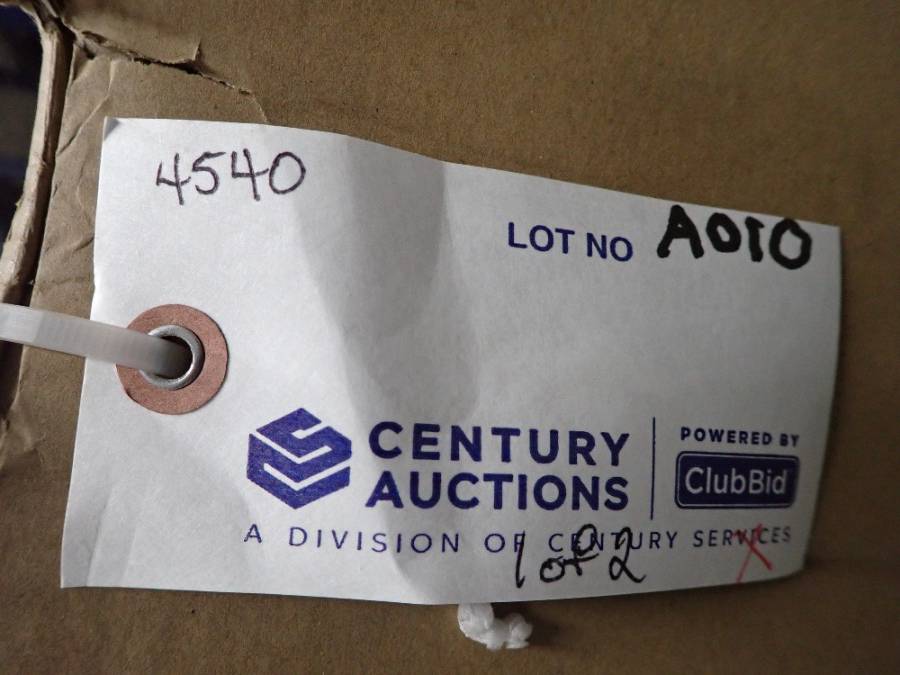 4540
LOT NO A010
CENTURY
AUCTIONS
POWERED BY
ClubBid
A DIVISION OF CENTURY SERVICES
1 of 2